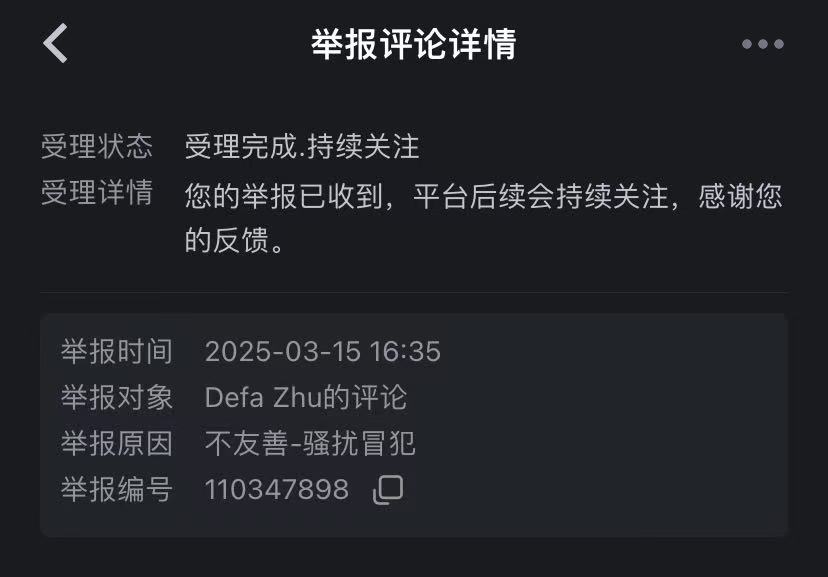 举报评论详情
受理状态 受理完成.持续关注
受理详情 您的举报已收到，平台后续会持续关注，感谢您
的反馈。
举报时间 2025-03-15 16:35
举报对象 Defa Zhu的评论
举报原因 不友善-骚扰冒犯
举报编号 110347898